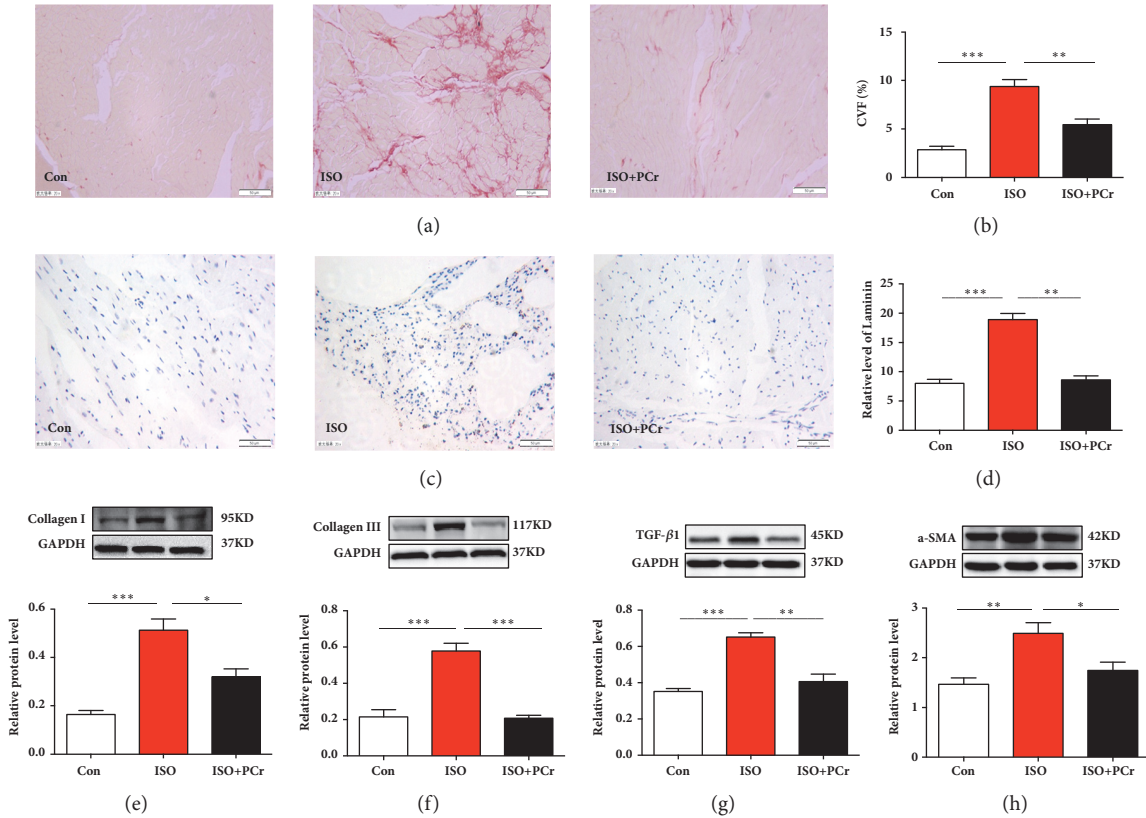 Con
ISO
ISO+PCr
(a)
CVF (%)
15
10
5
0
***
**
Con
ISO
ISO+PCr
(b)
Con
ISO
ISO+PCr
(c)
Relative level of Laminin
25
20
15
10
5
0
***
**
Con
ISO
ISO+PCr
(d)
Collagen I
95KD
GAPDH
37KD
Relative protein level
0.6
0.4
0.2
0.0
***
*
Con
ISO
ISO+PCr
(e)
Collagen III
117KD
GAPDH
37KD
Relative protein level
0.6
0.4
0.2
0.0
***
***
Con
ISO
ISO+PCr
(f)
TGF-β1
45KD
GAPDH
37KD
Relative protein level
0.8
0.6
0.4
0.2
0.0
***
**
Con
ISO
ISO+PCr
(g)
a-SMA
42KD
GAPDH
37KD
Relative protein level
3
2
1
0
**
*
Con
ISO
ISO+PCr
(h)